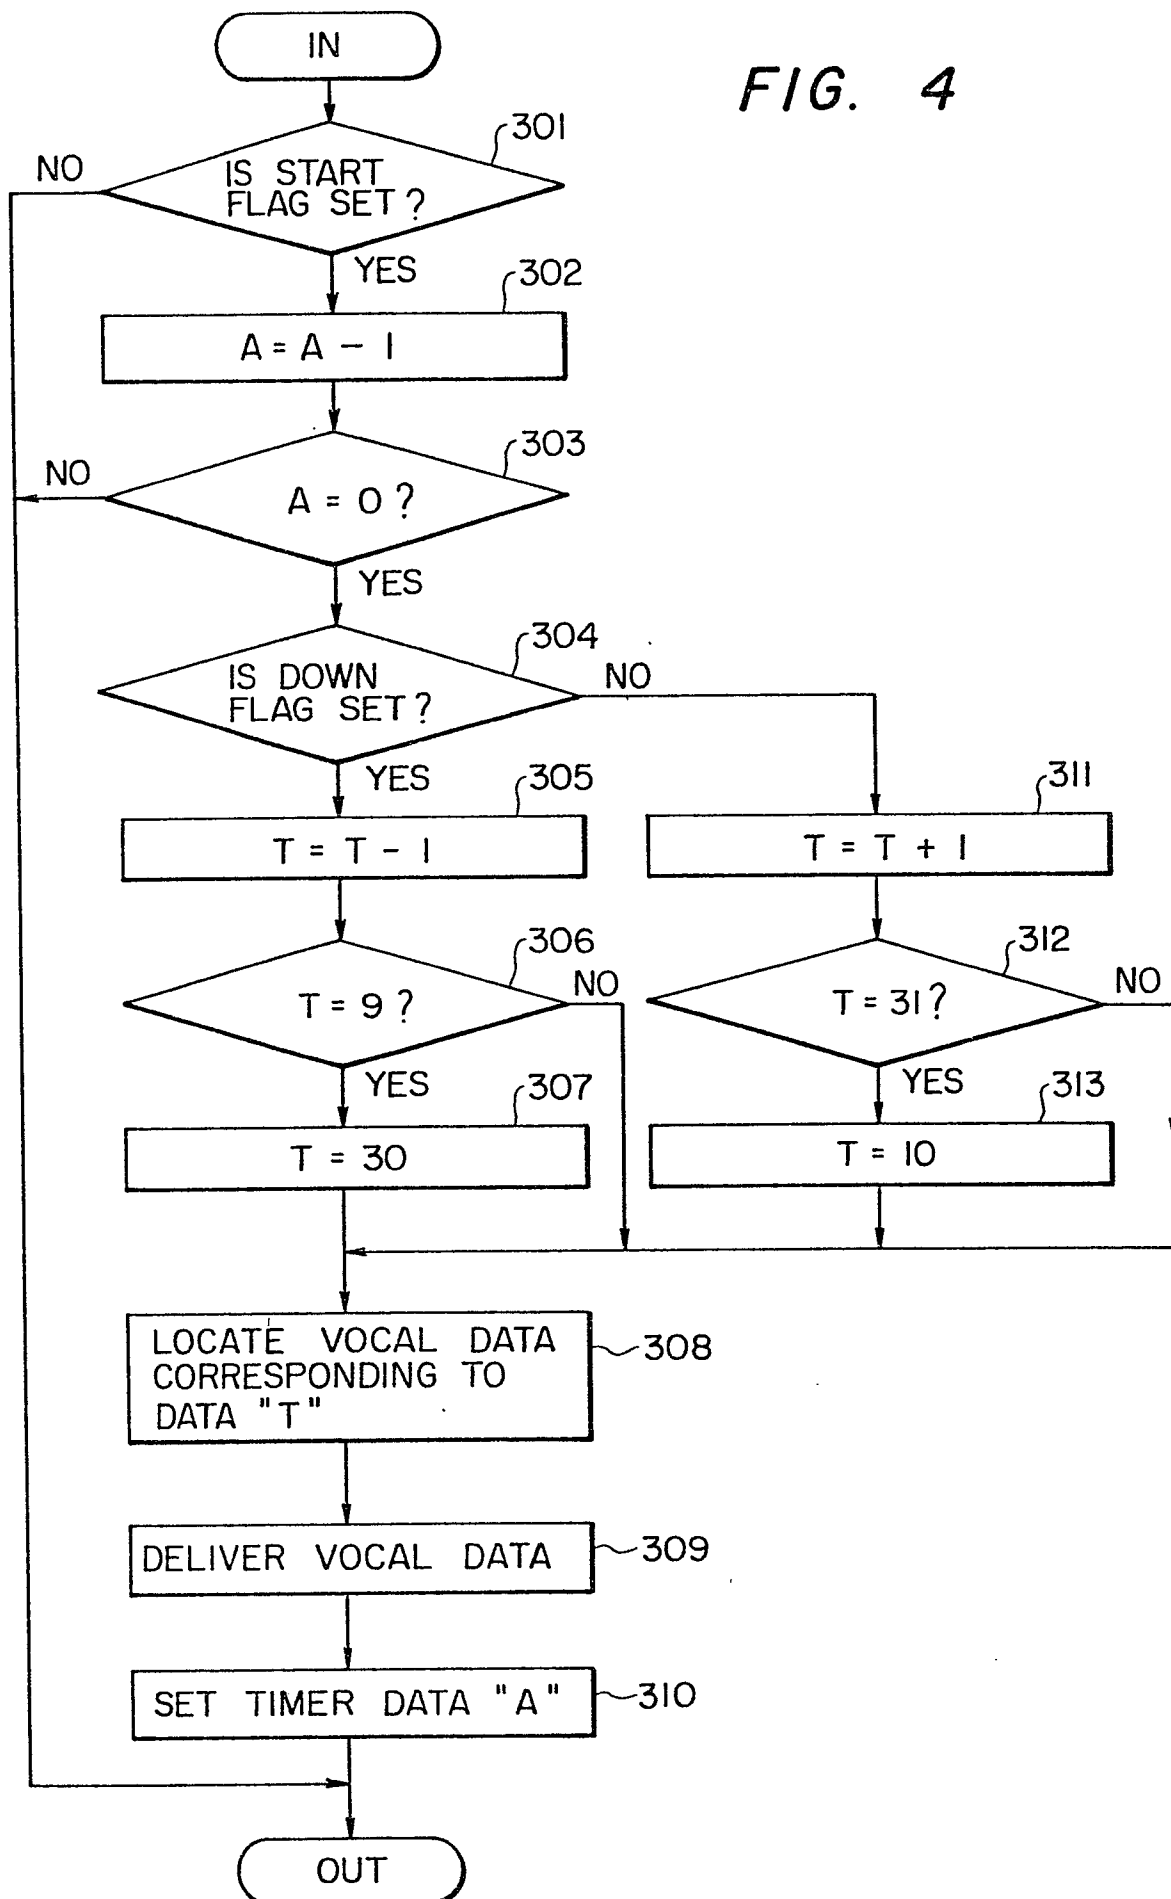 IN
FIG. 4
301
NO
IS START
FLAG SET?
YES
302
A = A - 1
303
NO
A = 0?
YES
304
IS DOWN
FLAG SET?
NO
YES
305
T = T - 1
311
T = T + 1
306
T = 9?
NO
312
T = 31?
NO
YES
307
T = 30
YES
313
T = 10
LOCATE VOCAL DATA
CORRESPONDING TO
DATA "T"
308
DELIVER VOCAL DATA
309
SET TIMER DATA "A"
310
OUT